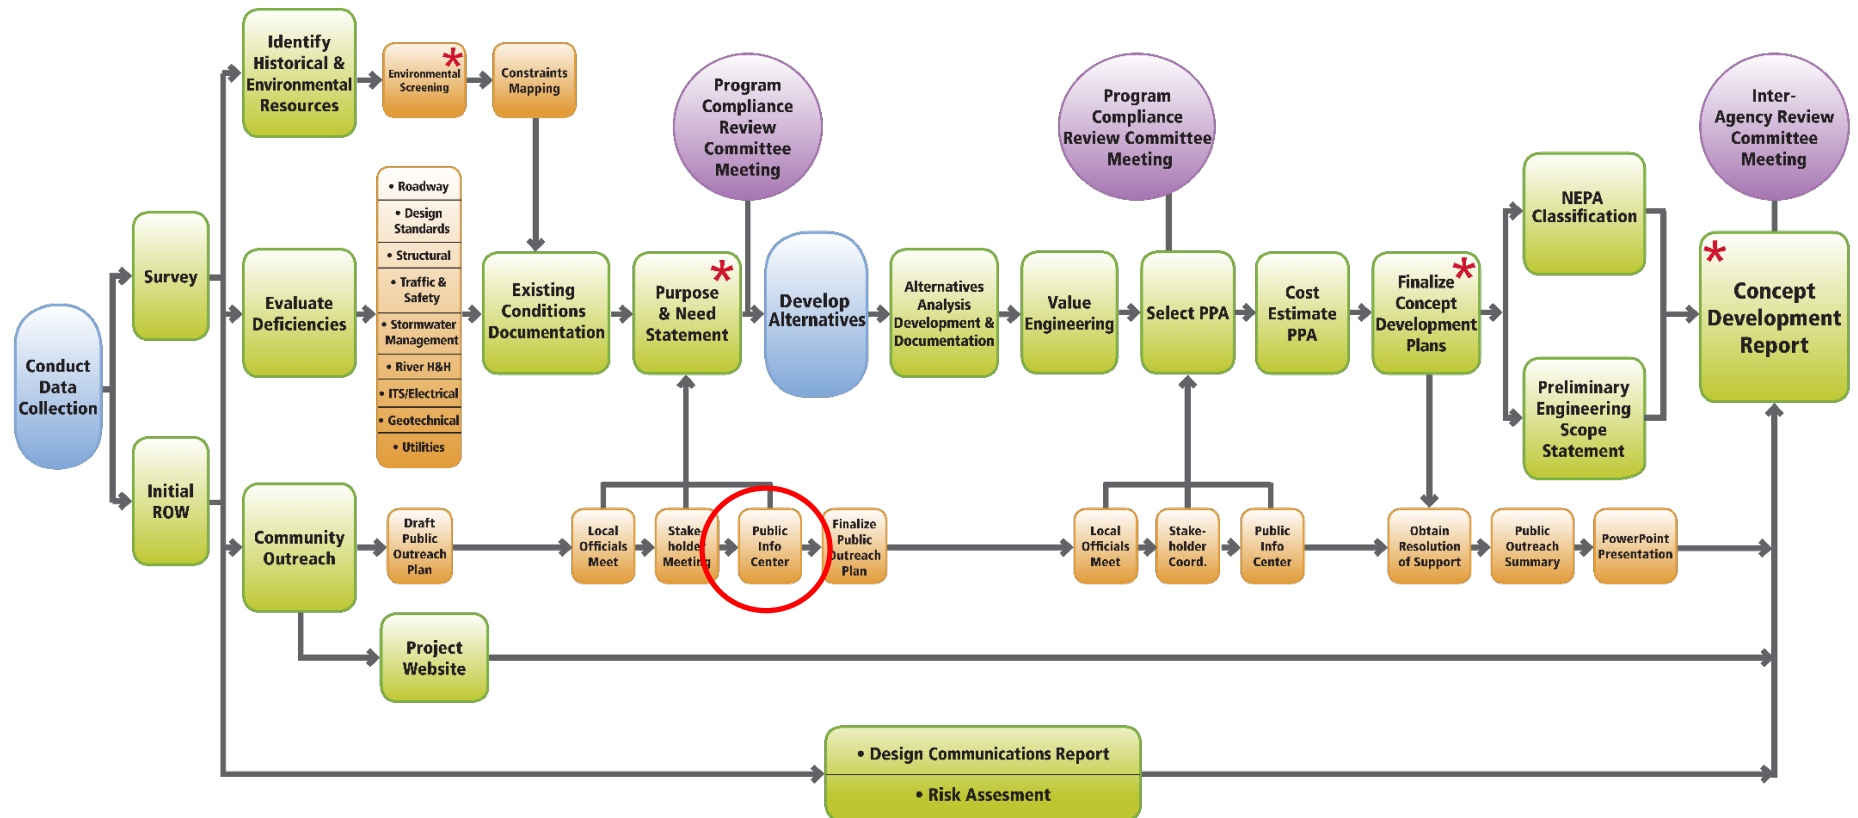 Identify
Historical &
Environmental
Resources
*
Environmental
Screening
Constraints
Mapping
Program
Compliance
Review
Committee
Meeting
Program
Compliance
Review Committee
Meeting
Inter-
Agency Review
Committee
Meeting
Conduct
Data
Collection
Survey
Initial
ROW
Evaluate
Deficiencies
• Roadway
• Design
Standards
• Structural
• Traffic &
Safety
• Stormwater
Management
• River H&H
• ITS/Electrical
• Geotechnical
• Utilities
Existing
Conditions
Documentation
*
Purpose
& Need
Statement
Develop
Alternatives
Alternatives
Analysis
Development &
Documentation
Value
Engineering
Select PPA
Cost
Estimate
PPA
*
Finalize
Concept
Development
Plans
NEPA
Classification
Preliminary
Engineering
Scope
Statement
*
Concept
Development
Report
Community
Outreach
Draft
Public
Outreach
Plan
Local
Officials
Meet
Stake-
holder
Meeting
Public
Info
Center
Finalize
Public
Outreach
Plan
Local
Officials
Meet
Stake-
holder
Coord.
Public
Info
Center
Obtain
Resolution
of Support
Public
Outreach
Summary
PowerPoint
Presentation
Project
Website
• Design Communications Report
• Risk Assesment